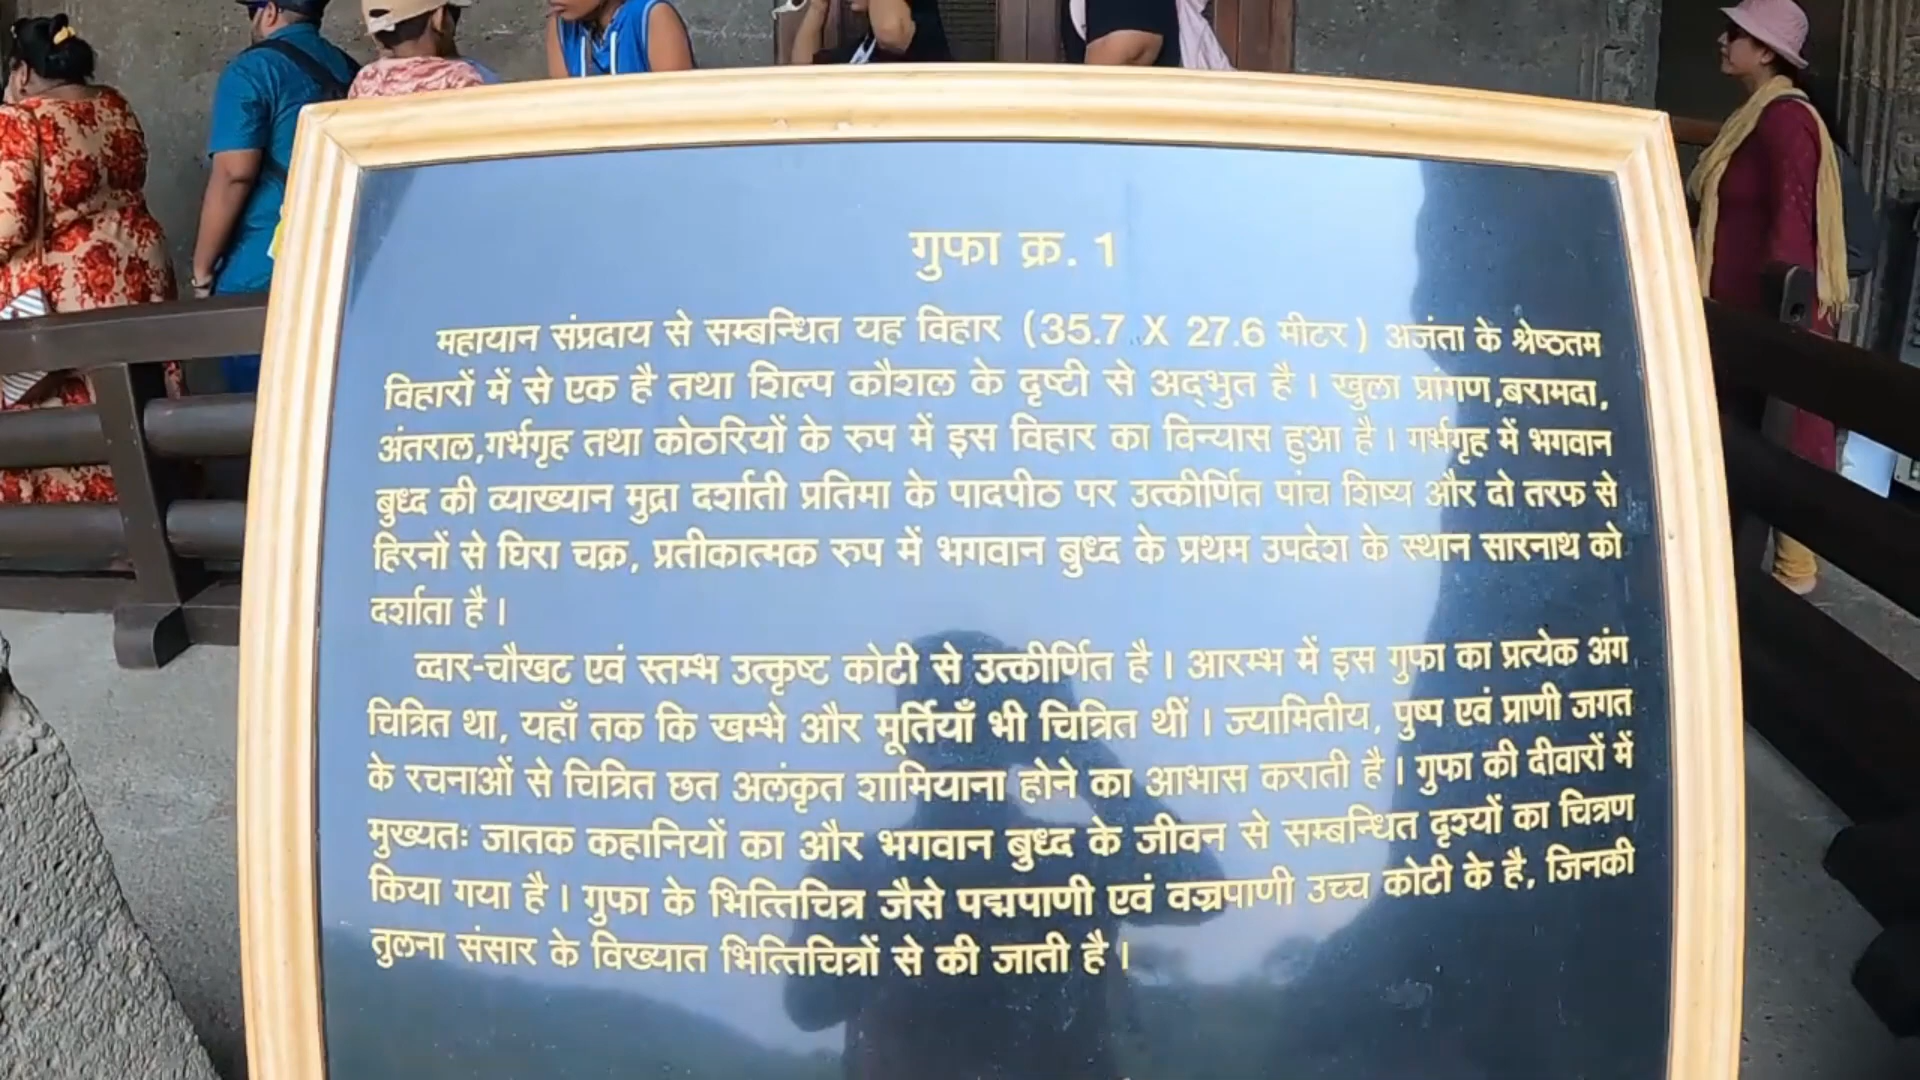 गुफा क्र. 1
महायान संप्रदाय से सम्बन्धित यह विहार (35.7 X 27.6 मीटर) अजंता के श्रेष्ठतम
विहारों में से एक है तथा शिल्प कौशल के दृष्टी से अद्भुत है। खुला प्रागण,बरामदा,
अंतराल,गर्भगृह तथा कोठरियों के रुप में इस विहार का विन्यास हुआ है। गर्भगृह में भगवान
बुध्द की व्याख्यान मुद्रा दर्शाती प्रतिमा के पादपीठ पर उत्कीर्णित पांच शिष्य और दो तरफ से
हिरनों से घिरा चक्र, प्रतीकात्मक रुप में भगवान बुध्द के प्रथम उपदेश के स्थान सारनाथ को
दर्शाता है।
व्दार-चौखट एवं स्तम्भ उत्कृष्ट कोटी से उत्कीर्णित है। आरम्भ में इस गुफा का प्रत्येक अंग
चित्रित था, यहाँ तक कि खम्भे और मूर्तियाँ भी चित्रित थीं। ज्यामितीय, पुष्प एवं प्राणी जगत
के रचनाओं से चित्रित छत अलंकृत शामियाना होने का आभास कराती है। गुफा की दीवारों में
मुख्यतः जातक कहानियों का और भगवान बुध्द के जीवन से सम्बन्धित दृश्यों का चित्रण
किया गया है। गुफा के भित्तिचित्र जैसे पद्मपाणी एवं वज्रपाणी उच्च कोटी के है, जिनकी
तुलना संसार के विख्यात भित्तिचित्रों से की जाती है।